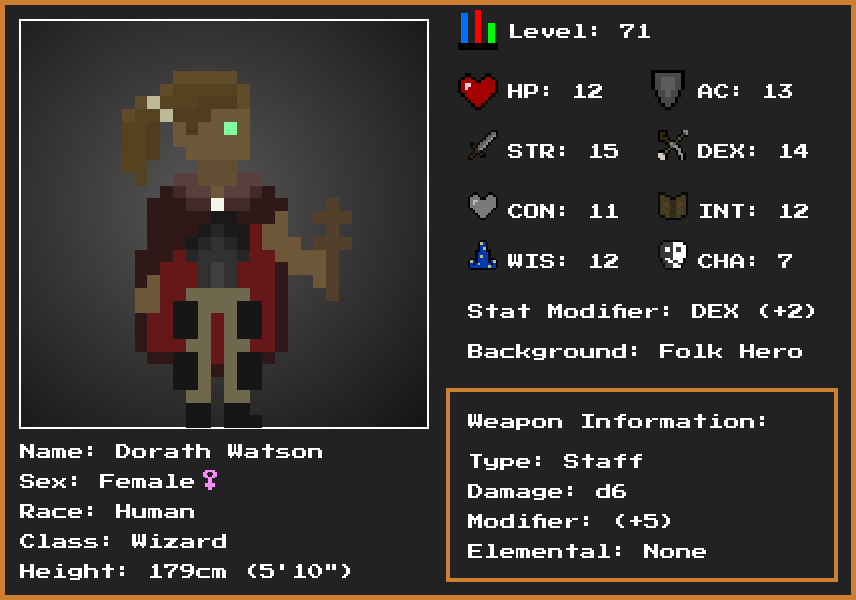 Level: 71
HP: 12 AC: 13
STR: 15 DEX: 14
CON: 11 INT: 12
WIS: 12 CHA: 7
Stat Modifier: DEX (+2)
Background: Folk Hero
Weapon Information:
Type: Staff
Damage: d6
Modifier: (+5)
Elemental: None
Name: Dorath Watson
Sex: Female♀
Race: Human
Class: Wizard
Height: 179cm (5'10")